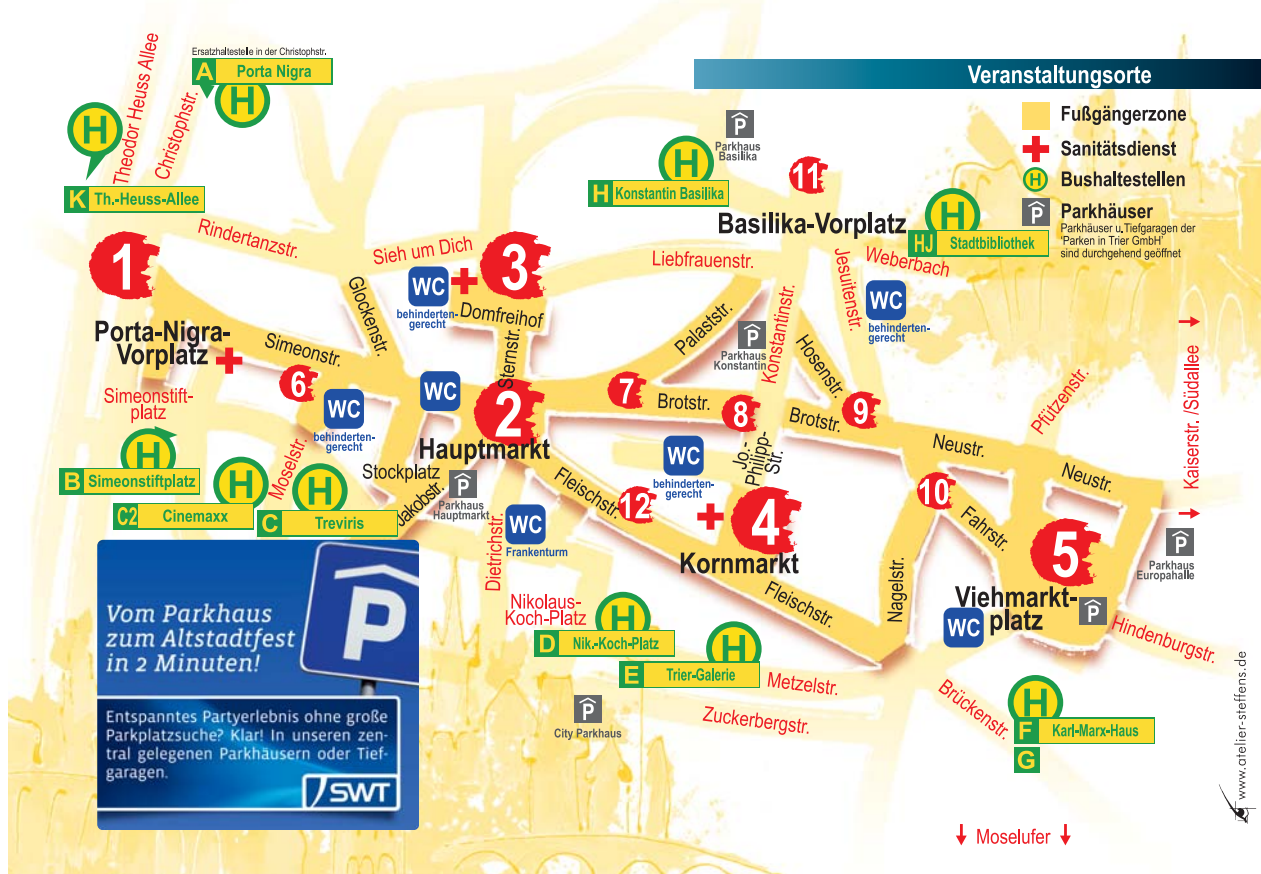 Ersatzhaltestelle in der Christophstr.
A Porta Nigra
H
Veranstaltungsorte
Fußgängerzone
Sanitätsdienst
H Bushaltestellen
P Parkhäuser
Parkhäuser u. Tiefgaragen der
'Parken in Trier GmbH'
sind durchgehend geöffnet
Theodor Heuss Allee
Christophstr.
H
K Th.-Heuss-Allee
P
Parkhaus
Basilika
H
H Konstantin Basilika
11
Basilika-Vorplatz
H
HJ Stadtbibliothek
Rindertanzstr.
Sieh um Dich
Liebfrauenstr.
Jesuitenstr.
Weberbach
1
3
WC
behinderten-
gerecht
Domfreihof
Glockenstr.
Sternstr.
Palaststr.
P
Parkhaus
Konstantin
Konstantinstr.
Hosenstr.
WC
behinderten-
gerecht
Porta-Nigra-
Vorplatz
Simeonstr.
6
WC
behinderten-
gerecht
WC
2
Hauptmarkt
7
Brotstr.
8
Brotstr.
9
Neustr.
Pfützenstr.
Kaiserstr. /Südallee
Neustr.
Simeonstift-
platz
H
B Simeonstiftplatz
Moselstr.
H
C2 Cinemaxx
H
C Treviris
Stockplatz
Jakobstr.
P
Parkhaus
Hauptmarkt
Fleischstr.
12
WC
behinderten-
gerecht
Jo.-
Philipp-
Str.
4
Kornmarkt
10
Fahrstr.
5
Viehmarkt-
platz
P
WC
P
Parkhaus
Europahalle
Dietrichstr.
WC
Frankenturm
Fleischstr.
Nagelstr.
Hindenburgstr.
Nikolaus-
Koch-Platz
H
D Nik.-Koch-Platz
H
E Trier-Galerie
Metzelstr.
Zuckerbergstr.
P
City Parkhaus
Brückenstr.
H
F Karl-Marx-Haus
G
Moselufer
P
Vom Parkhaus
zum Altstadtfest
in 2 Minuten!
Entspanntes Partyerlebnis ohne große
Parkplatzsuche? Klar! In unseren zen-
tral gelegenen Parkhäusern oder Tief-
garagen.
SWT
www.atelier-steffens.de